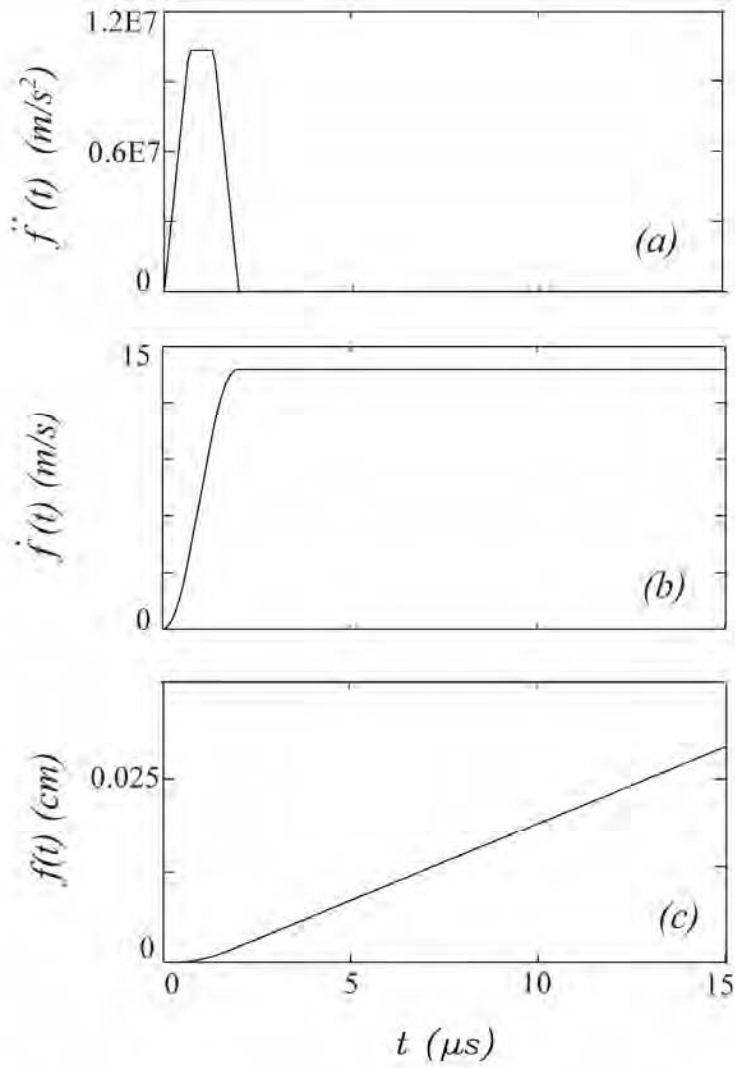 1.2E7
0.6E7
0
f̈ (t) (m/s²)
(a)
15
0
ḟ (t) (m/s)
(b)
0.025
0
f(t) (cm)
(c)
0 5 10 15
t (μs)